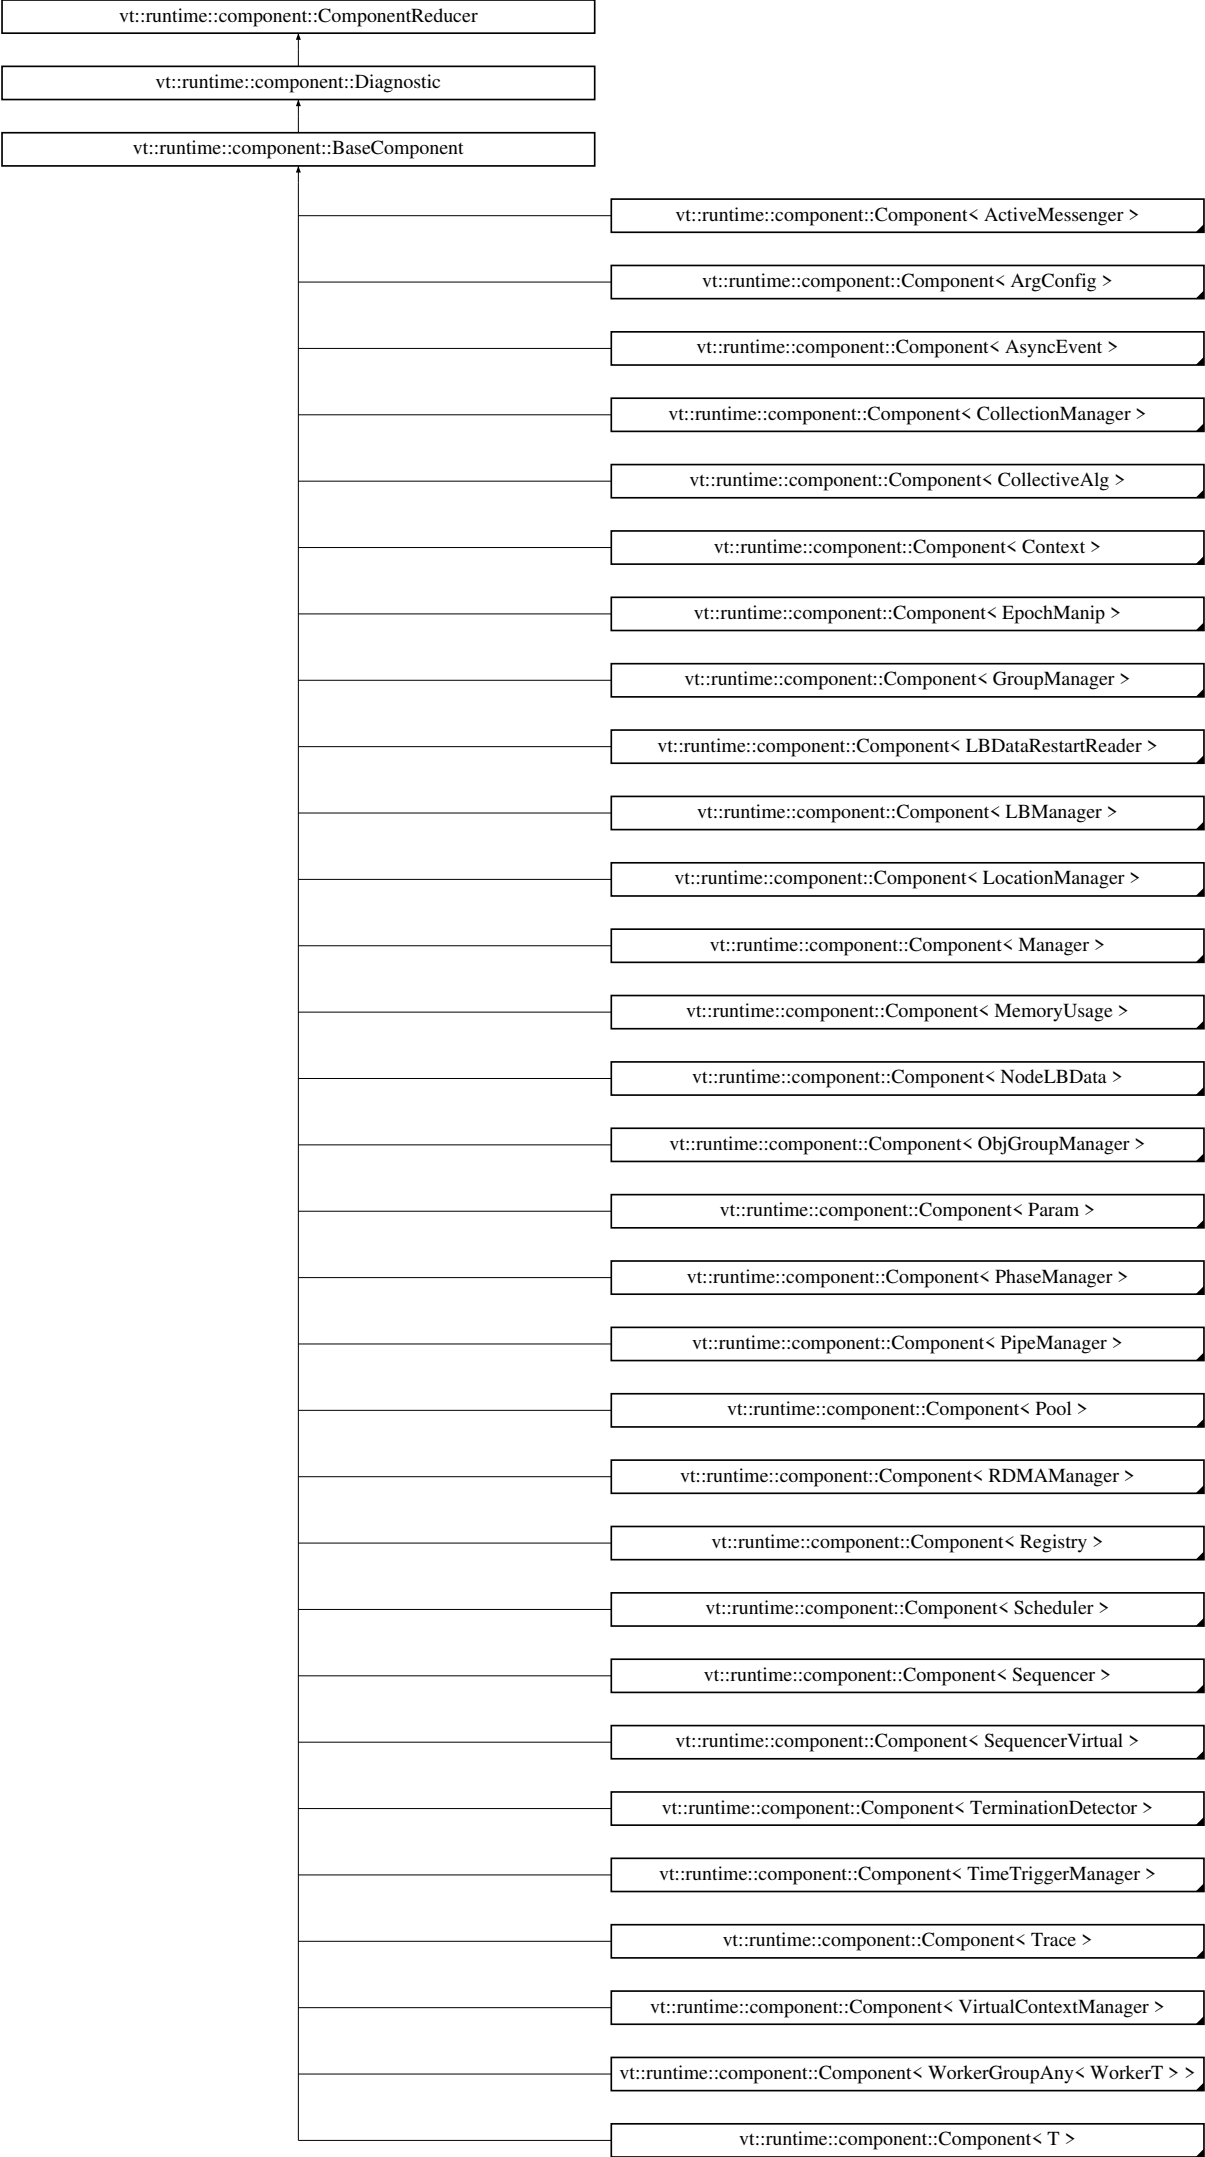 vt::runtime::component::ComponentReducer
vt::runtime::component::Diagnostic
vt::runtime::component::BaseComponent
vt::runtime::component::Component< ActiveMessenger >
vt::runtime::component::Component< ArgConfig >
vt::runtime::component::Component< AsyncEvent >
vt::runtime::component::Component< CollectionManager >
vt::runtime::component::Component< CollectiveAlg >
vt::runtime::component::Component< Context >
vt::runtime::component::Component< EpochManip >
vt::runtime::component::Component< GroupManager >
vt::runtime::component::Component< LBDataRestartReader >
vt::runtime::component::Component< LBManager >
vt::runtime::component::Component< LocationManager >
vt::runtime::component::Component< Manager >
vt::runtime::component::Component< MemoryUsage >
vt::runtime::component::Component< NodeLBData >
vt::runtime::component::Component< ObjGroupManager >
vt::runtime::component::Component< Param >
vt::runtime::component::Component< PhaseManager >
vt::runtime::component::Component< PipeManager >
vt::runtime::component::Component< Pool >
vt::runtime::component::Component< RDMAManager >
vt::runtime::component::Component< Registry >
vt::runtime::component::Component< Scheduler >
vt::runtime::component::Component< Sequencer >
vt::runtime::component::Component< SequencerVirtual >
vt::runtime::component::Component< TerminationDetector >
vt::runtime::component::Component< TimeTriggerManager >
vt::runtime::component::Component< Trace >
vt::runtime::component::Component< VirtualContextManager >
vt::runtime::component::Component< WorkerGroupAny< WorkerT > >
vt::runtime::component::Component< T >